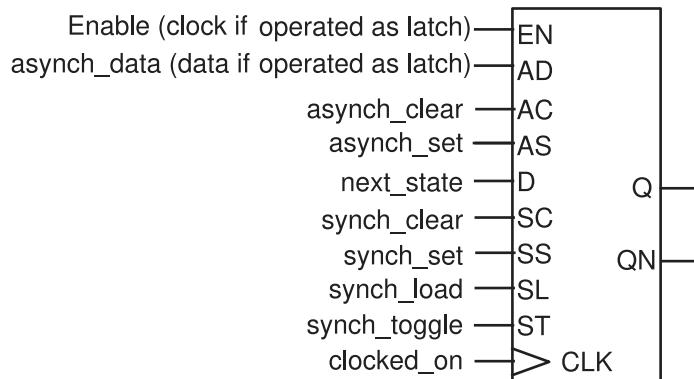 Enable (clock if operated as latch) EN
asynch_data (data if operated as latch) AD
asynch_clear AC
asynch_set AS
next_state D Q
synch_clear SC
synch_set SS QN
synch_load SL
synch_toggle ST
clocked_on CLK